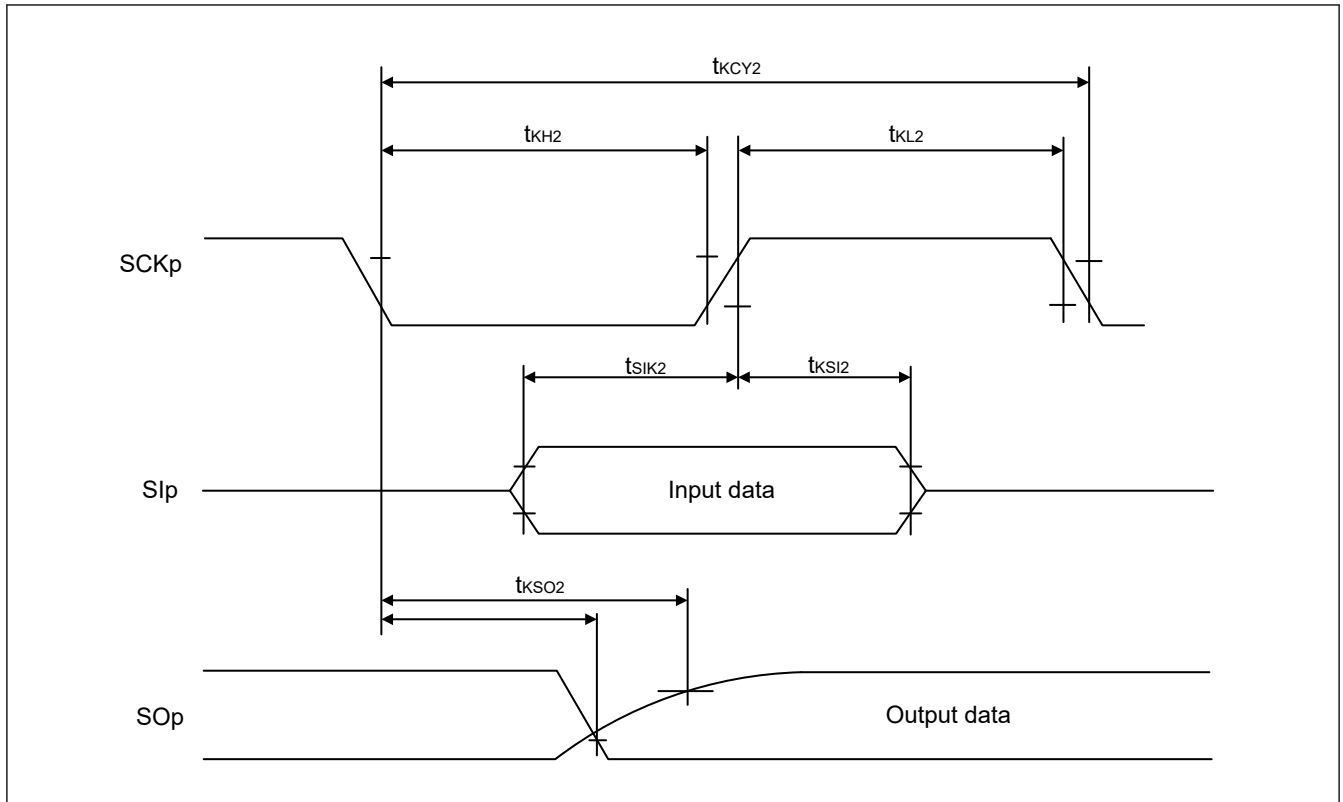 tKCY2
tKH2
tKL2
SCKp
tSIK2
tKSI2
SIp
Input data
tKSO2
SOp
Output data